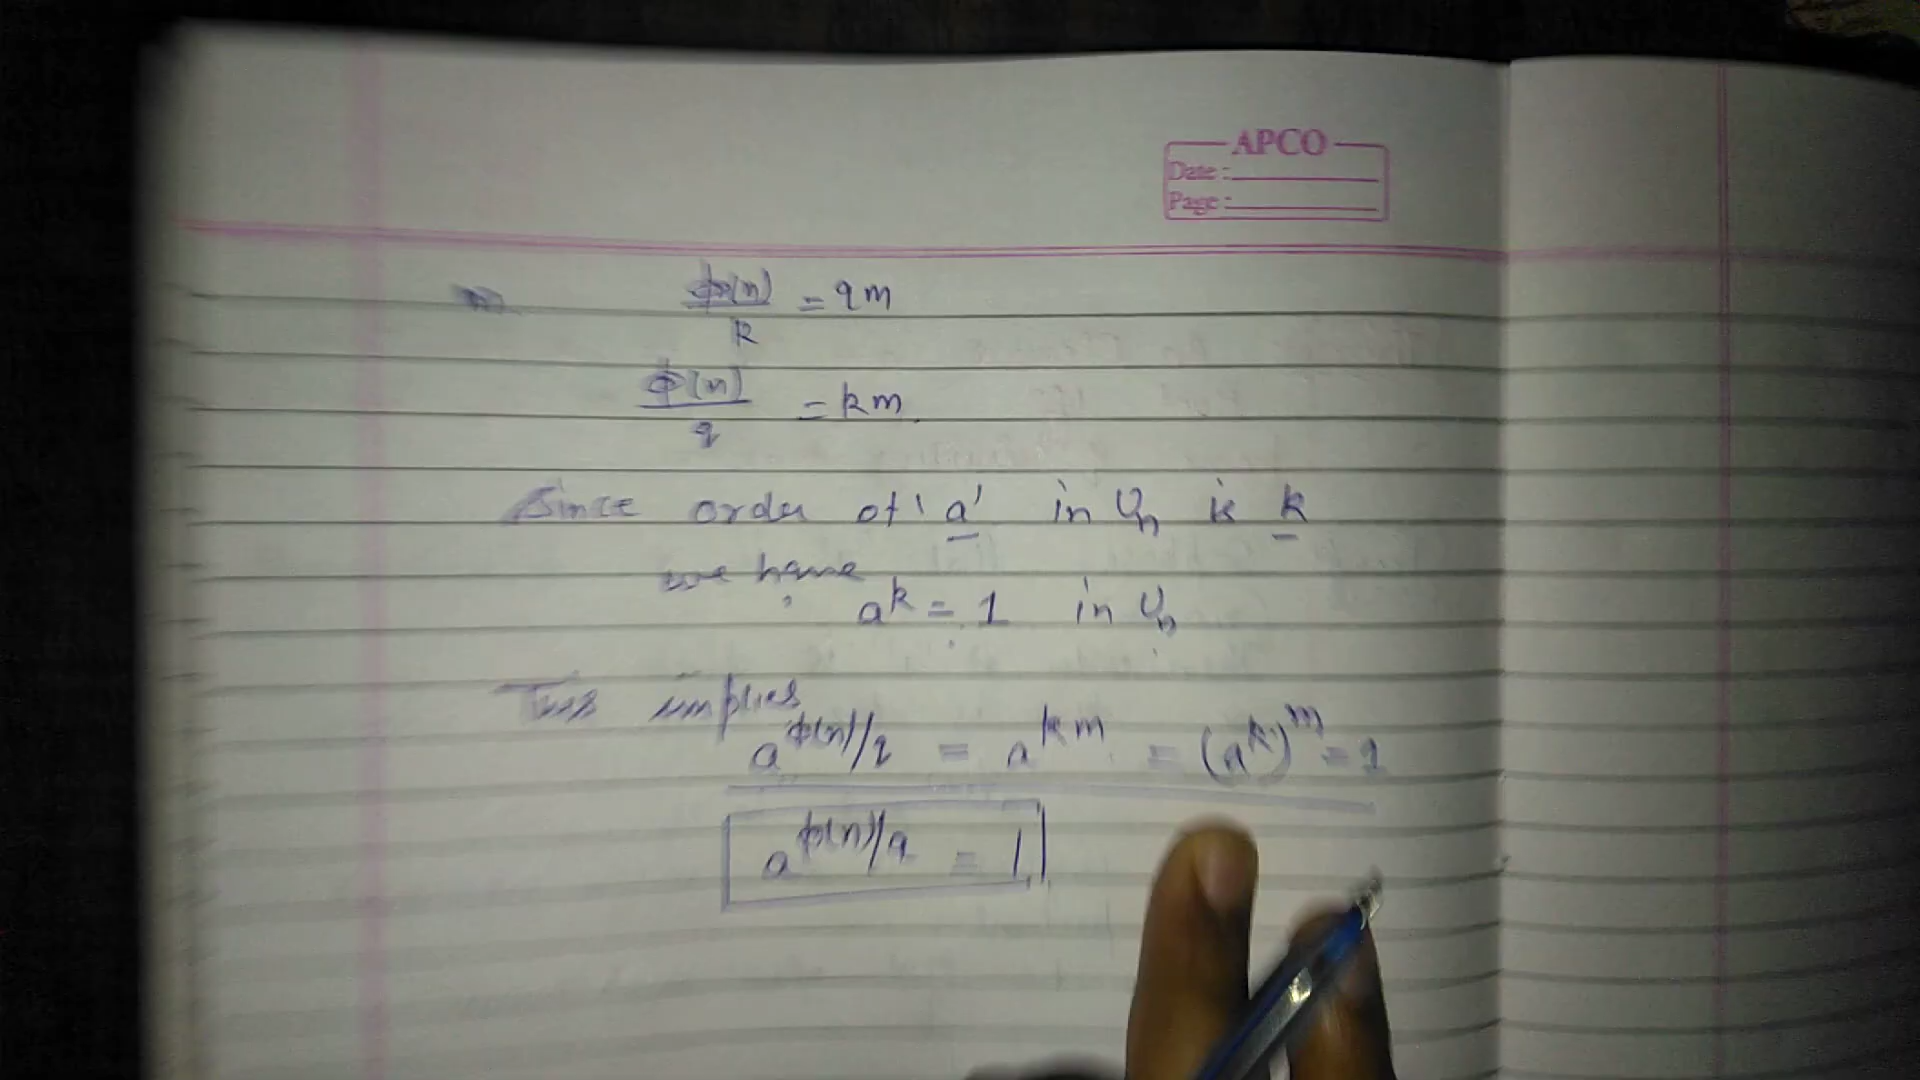 APCO
Date :
Page :
ϕ(n)/k = qm
ϕ(n)/q = km.
Since order of 'a' in Un is k
we have
a^k = 1 in Un
This implies
a^ϕ(n)/q = a^km = (a^k)^m = 1
a^ϕ(n)/q = 1